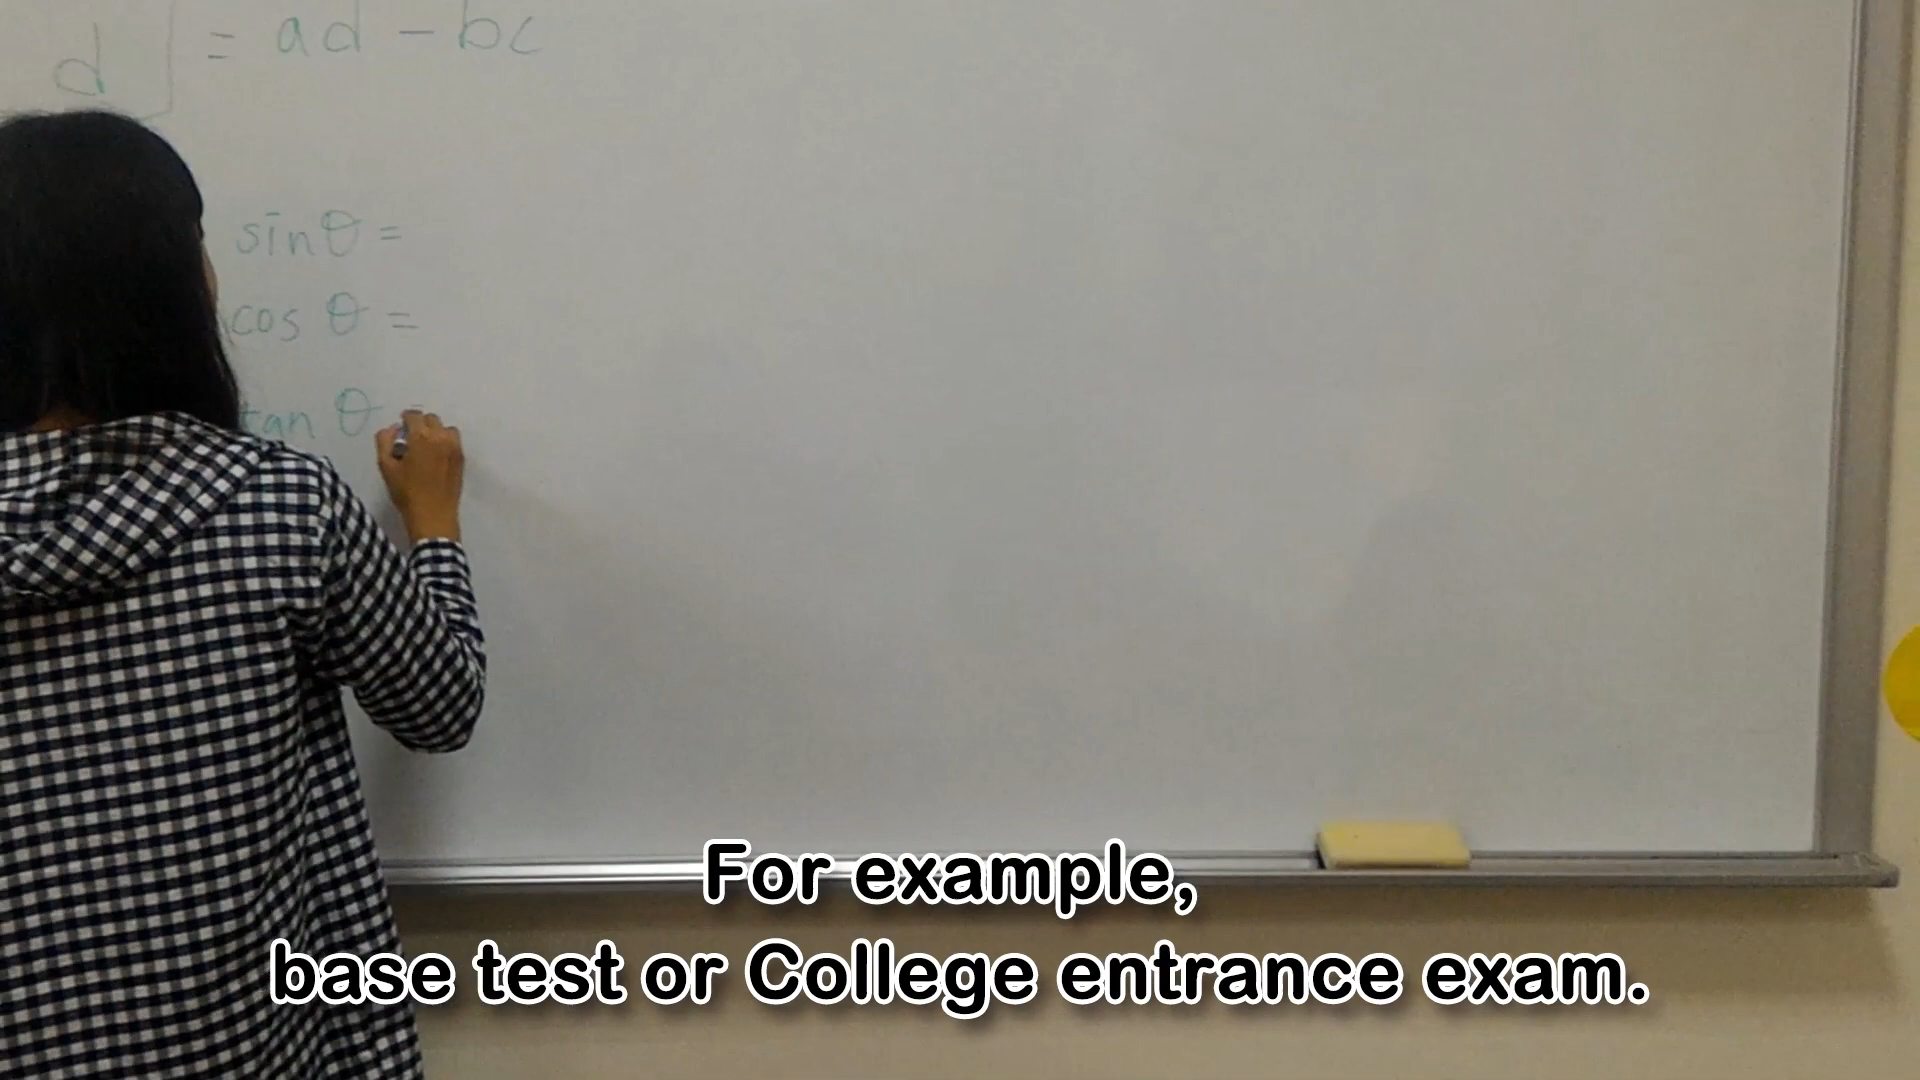 d] = ad - bc
sinθ =
cos θ =
tan θ =
For example,
base test or College entrance exam.